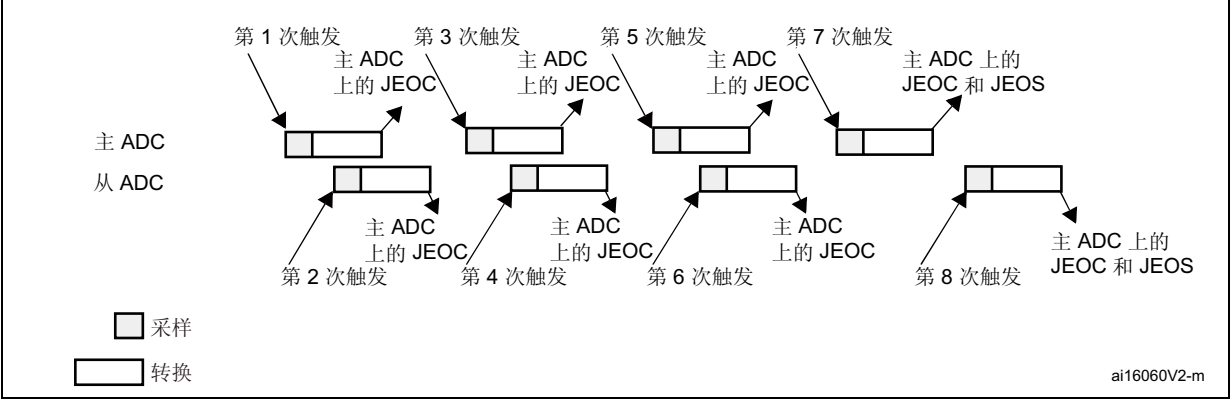 第 1 次触发
第 3 次触发
第 5 次触发
第 7 次触发
主 ADC
上的 JEOC
主 ADC
上的 JEOC
主 ADC
上的 JEOC
主 ADC 上的
JEOC 和 JEOS
主 ADC
从 ADC
主 ADC
上的 JEOC
主 ADC
上的 JEOC
主 ADC
上的 JEOC
主 ADC 上的
JEOC 和 JEOS
第 2 次触发
第 4 次触发
第 6 次触发
第 8 次触发
采样
转换
ai16060V2-m